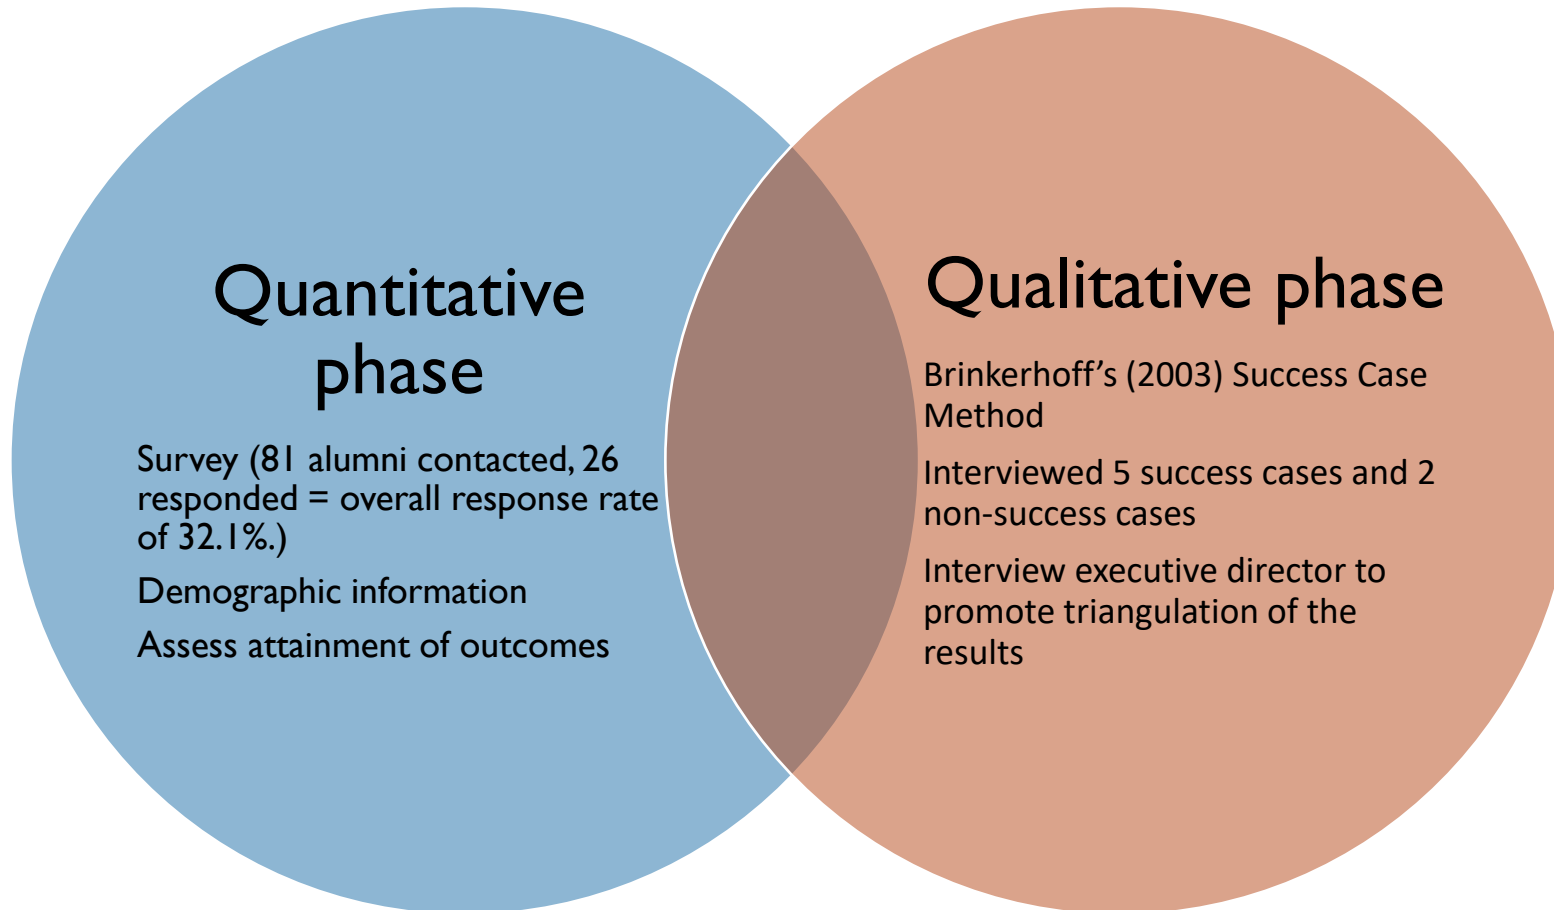 Quantitative
phase
Survey (81 alumni contacted, 26
responded = overall response rate
of 32.1%.)
Demographic information
Assess attainment of outcomes
Qualitative phase
Brinkerhoff’s (2003) Success Case
Method
Interviewed 5 success cases and 2
non-success cases
Interview executive director to
promote triangulation of the
results